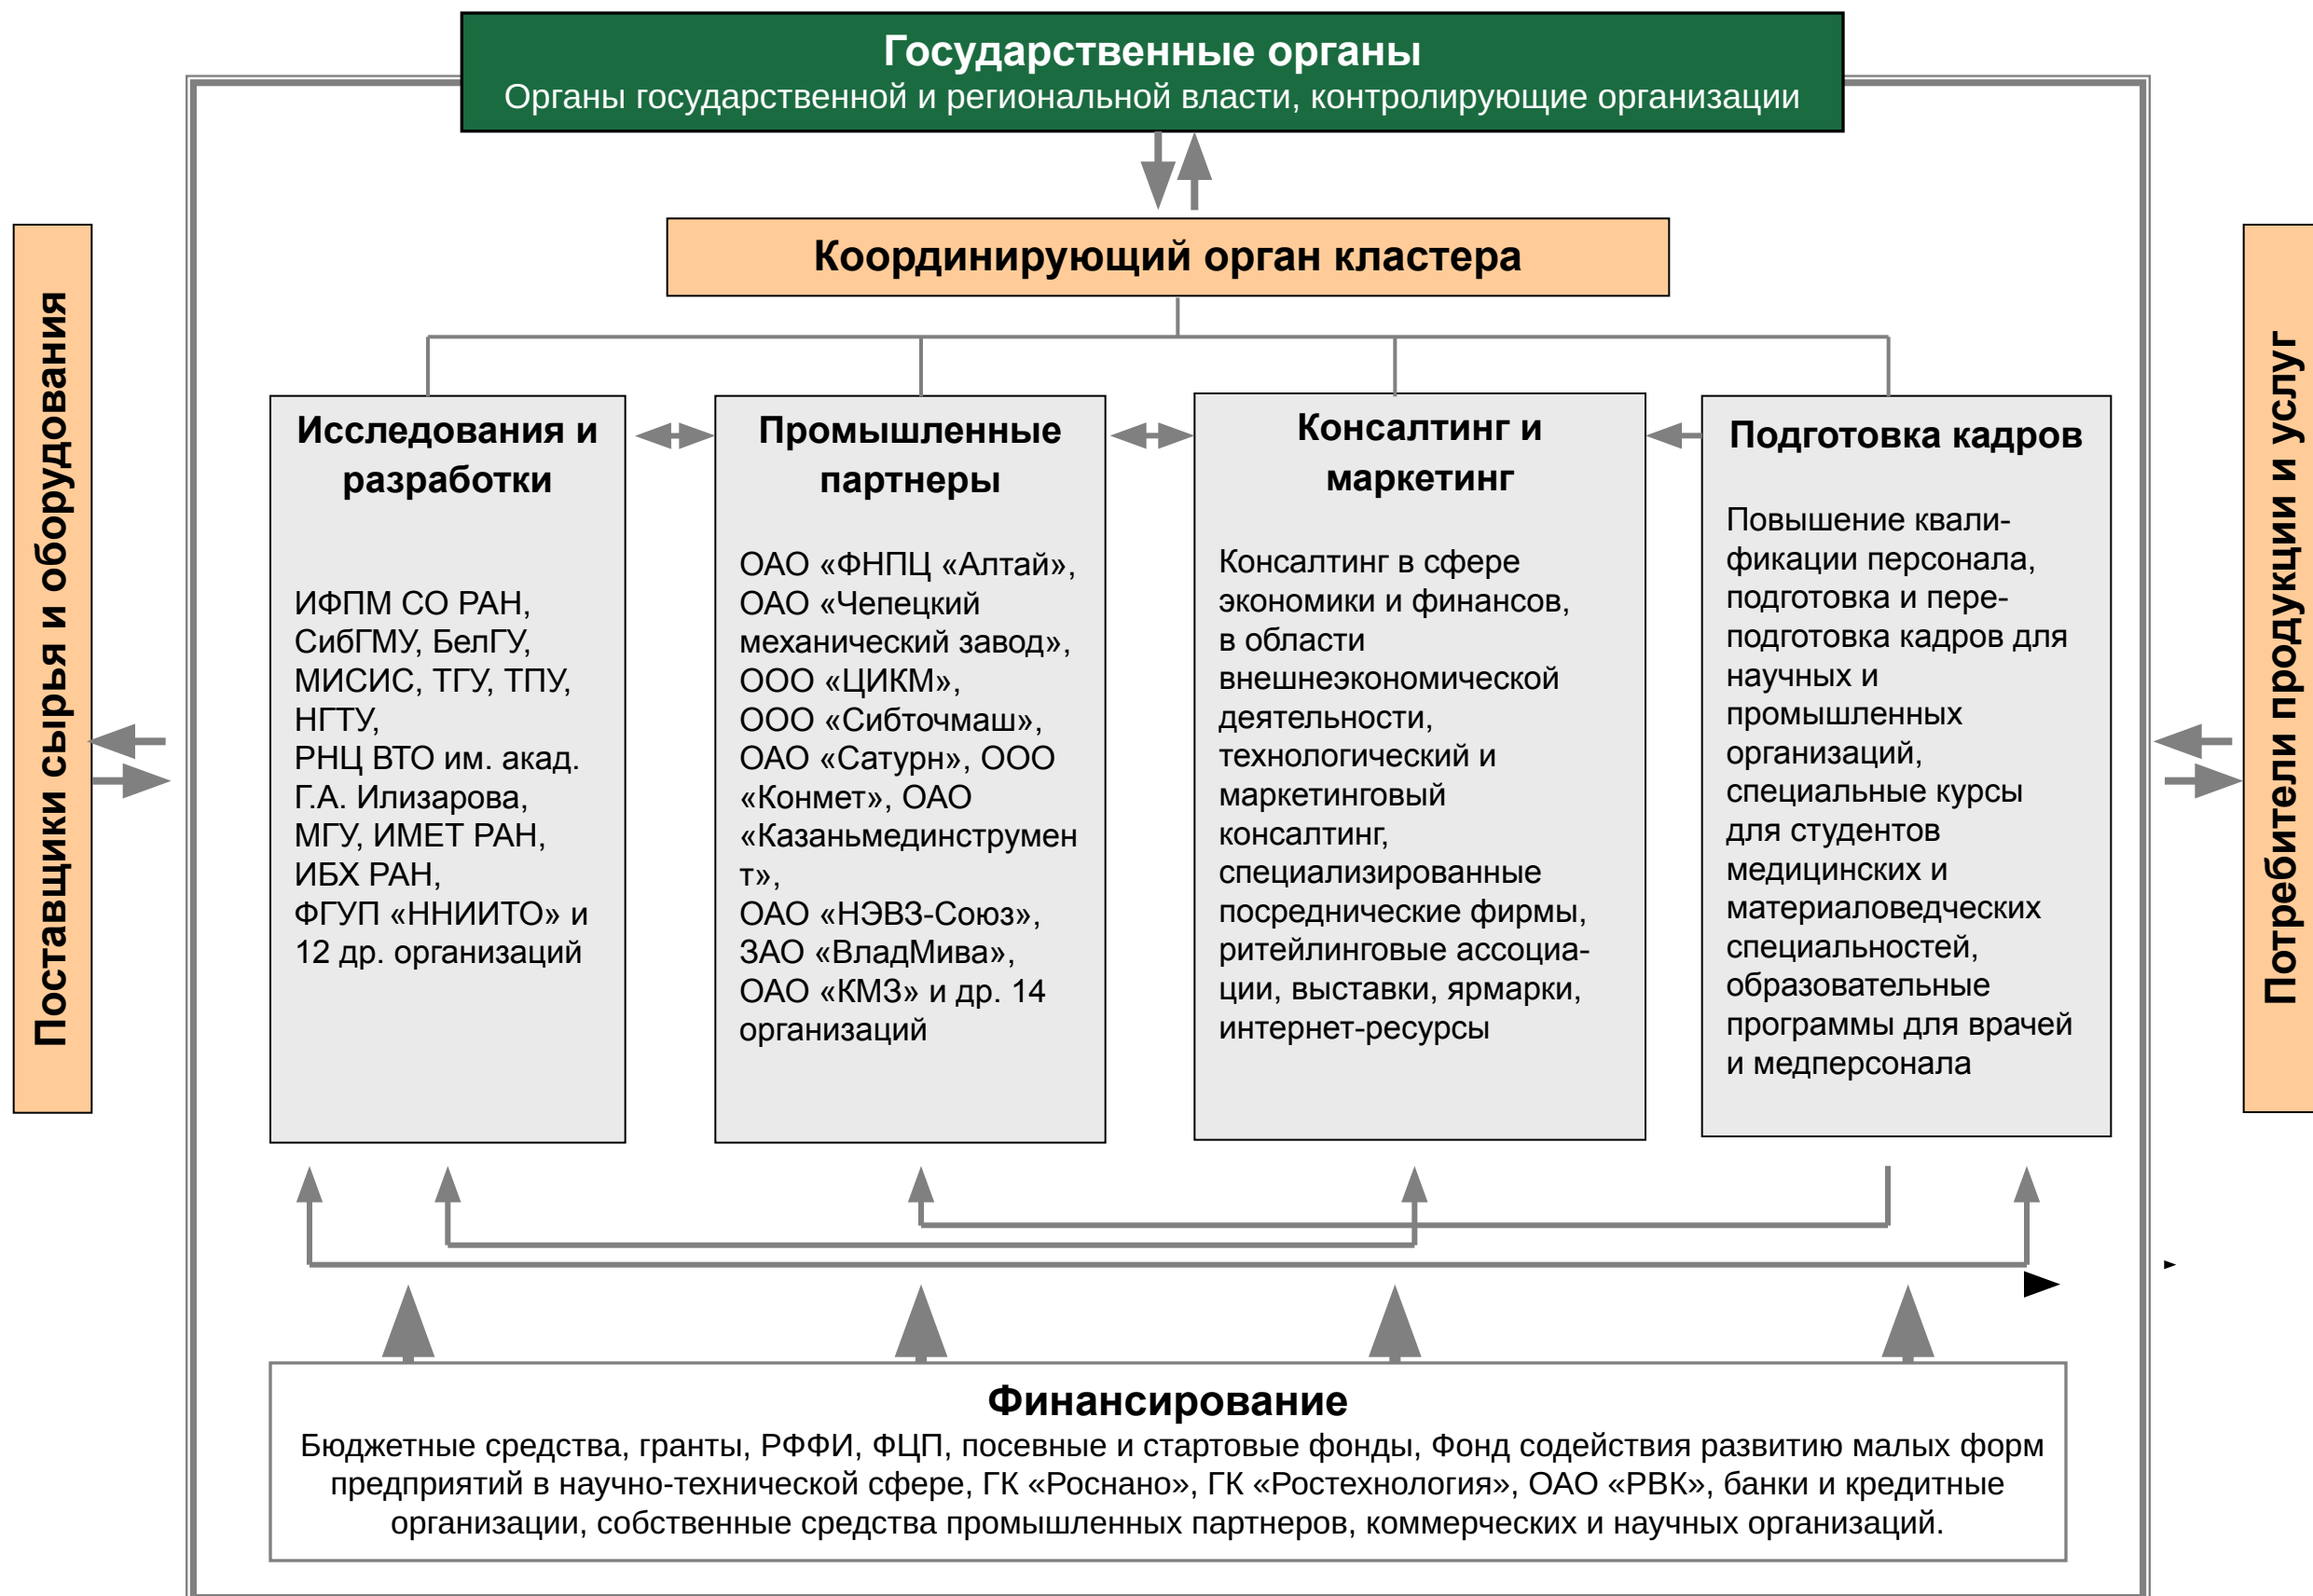 Государственные органы
Органы государственной и региональной власти, контролирующие организации
Координирующий орган кластера
Поставщики сырья и оборудования
Исследования и
разработки
ИФПМ СО РАН,
СибГМУ, БелГУ,
МИСИС, ТГУ, ТПУ,
НГТУ,
РНЦ ВТО им. акад.
Г.А. Илизарова,
МГУ, ИМЕТ РАН,
ИБХ РАН,
ФГУП «ННИИТО» и
12 др. организаций
Промышленные
партнеры
ОАО «ФНПЦ «Алтай»,
ОАО «Чепецкий
механический завод»,
ООО «ЦИКМ»,
ООО «Сибточмаш»,
ОАО «Сатурн», ООО
«Конмет», ОАО
«Казаньмединструмен
т»,
ОАО «НЭВЗ-Союз»,
ЗАО «ВладМива»,
ОАО «КМЗ» и др. 14
организаций
Консалтинг и
маркетинг
Консалтинг в сфере
экономики и финансов,
в области
внешнеэкономической
деятельности,
технологический и
маркетинговый
консалтинг,
специализированные
посреднические фирмы,
ритейлинговые ассоциа-
ции, выставки, ярмарки,
интернет-ресурсы
Подготовка кадров
Повышение квали-
фикации персонала,
подготовка и пере-
подготовка кадров для
научных и
промышленных
организаций,
специальные курсы
для студентов
медицинских и
материаловедческих
специальностей,
образовательные
программы для врачей
и медперсонала
Потребители продукции и услуг
Финансирование
Бюджетные средства, гранты, РФФИ, ФЦП, посевные и стартовые фонды, Фонд содействия развитию малых форм
предприятий в научно-технической сфере, ГК «Роснано», ГК «Ростехнология», ОАО «РВК», банки и кредитные
организации, собственные средства промышленных партнеров, коммерческих и научных организаций.